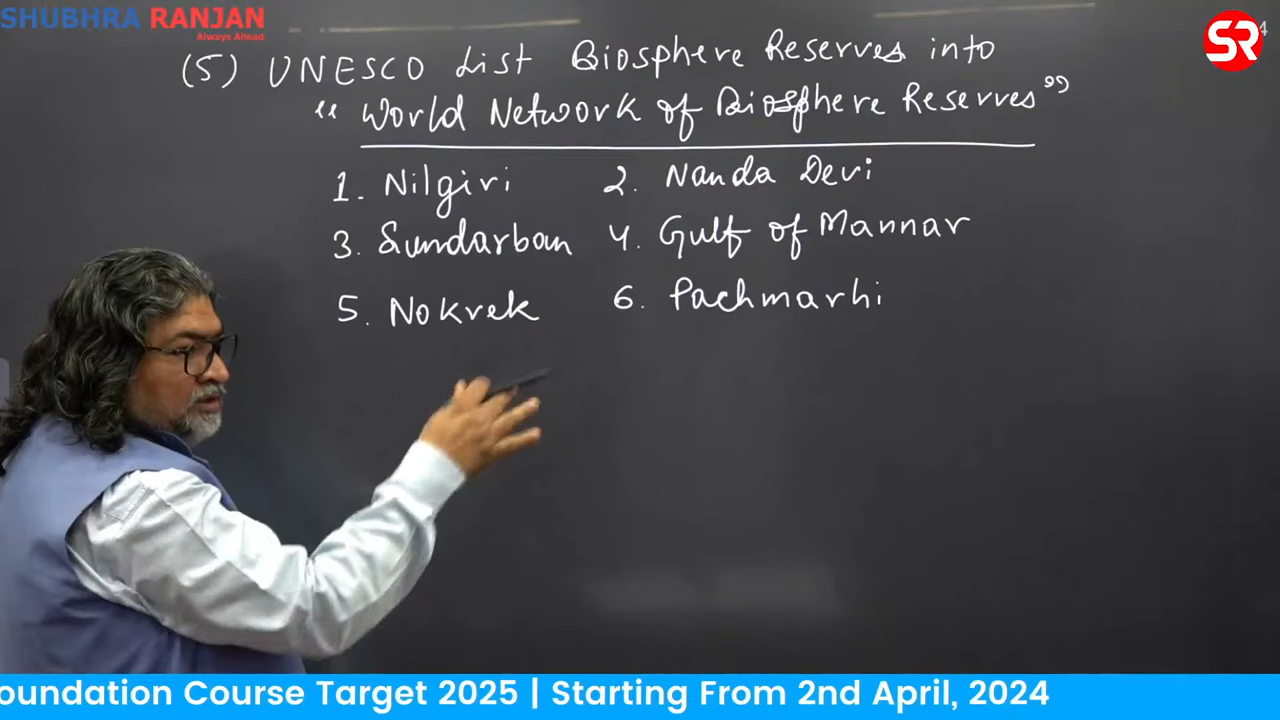 SHUBHRA RANJAN
Always Ahead
SR
4
(5) UNESCO List Biosphere Reserves into
“ World Network of Biosphere Reserves ”
1. Nilgiri 2. Nanda Devi
3. Sundarban 4. Gulf of Mannar
5. Nokrek 6. Pachmarhi
oundation Course Target 2025 | Starting From 2nd April, 2024